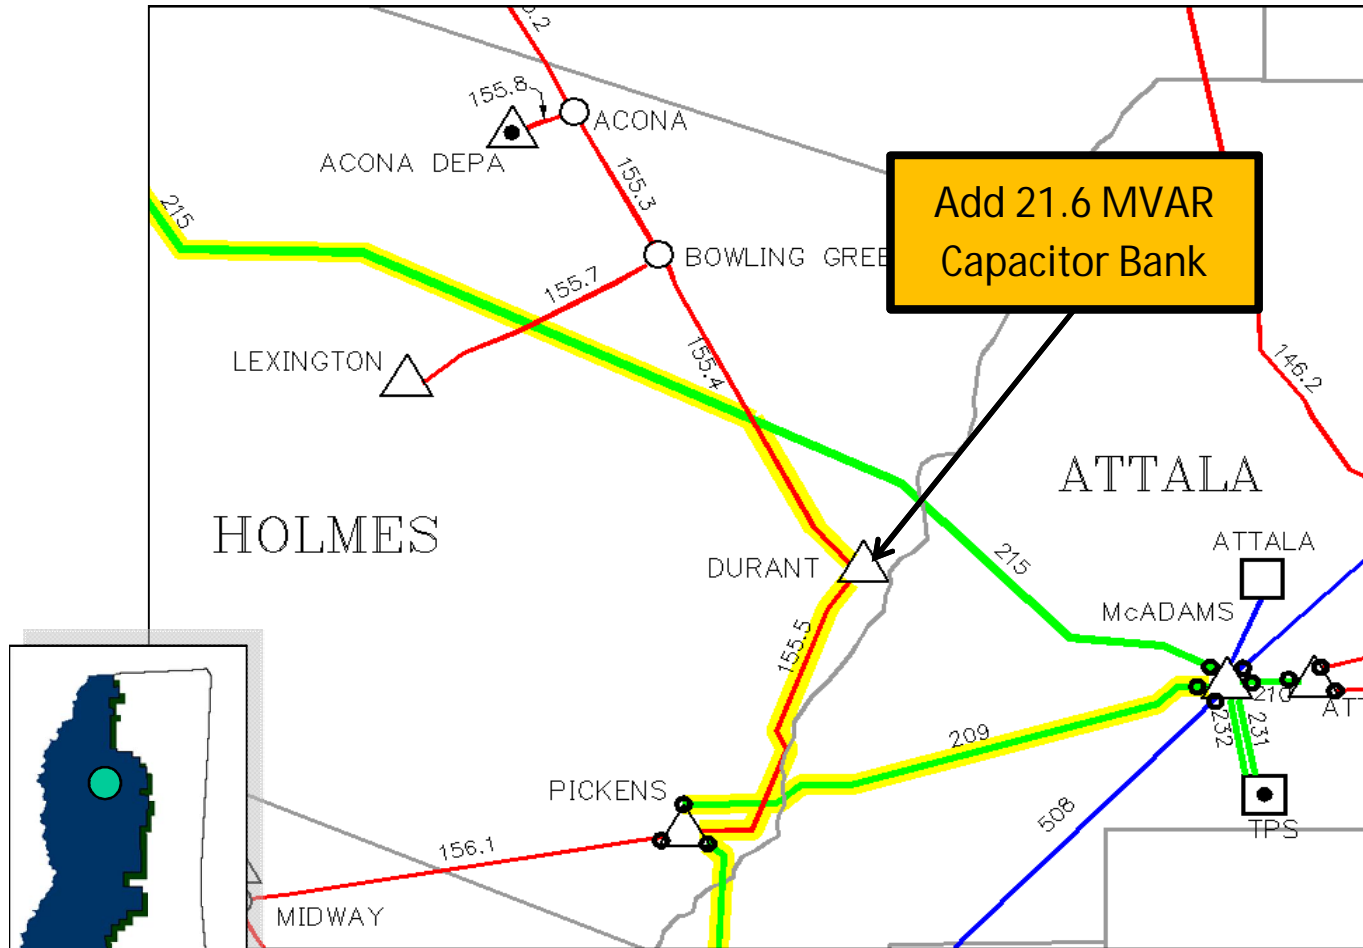 155.8
ACONA
ACONA DEPA
155.3
215
Add 21.6 MVAR
Capacitor Bank
BOWLING GREE
155.7
LEXINGTON
155.4
146.2
ATTALA
HOLMES
DURANT
215
ATTALA
McADAMS
155.5
210
232
231
209
PICKENS
TPS
508
156.1
MIDWAY